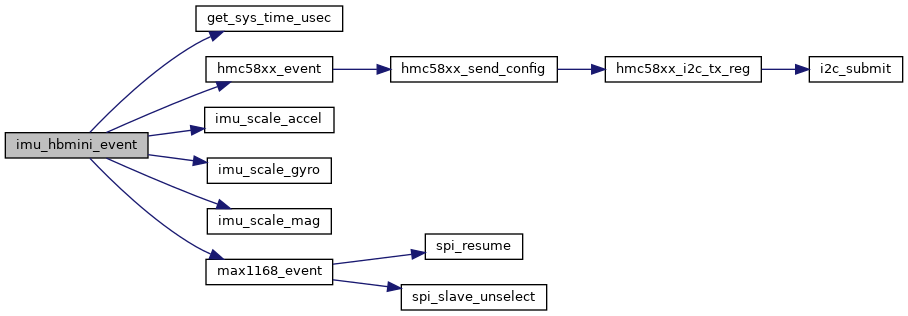 get_sys_time_usec
hmc58xx_event
hmc58xx_send_config
hmc58xx_i2c_tx_reg
i2c_submit
imu_scale_accel
imu_hbmini_event
imu_scale_gyro
imu_scale_mag
max1168_event
spi_resume
spi_slave_unselect